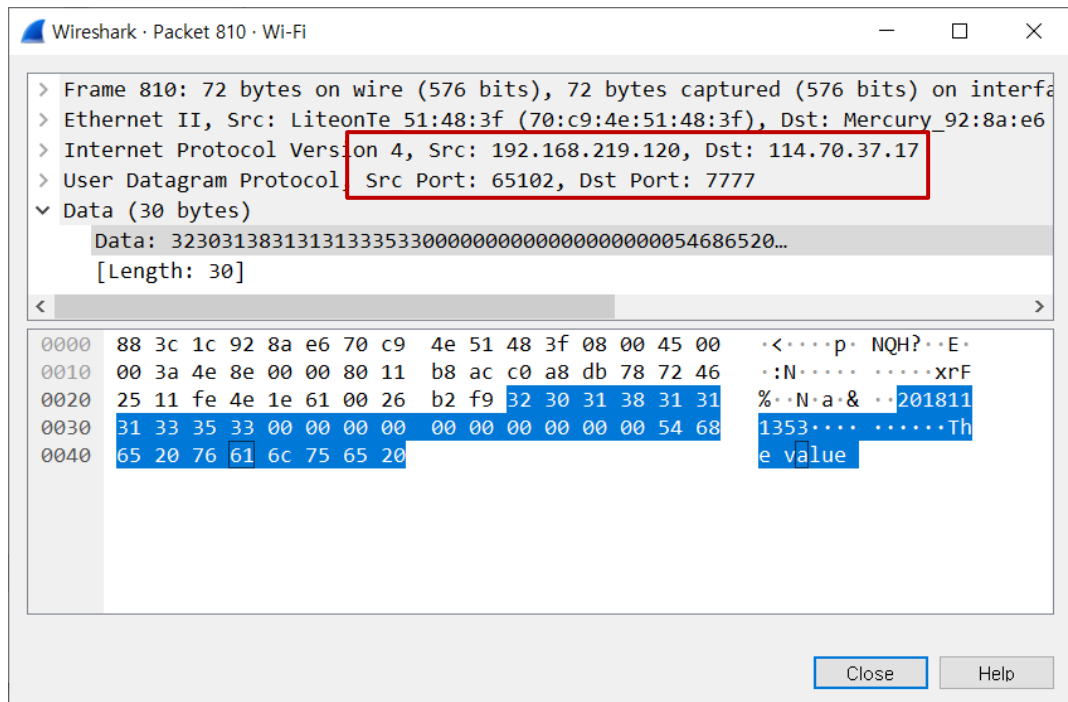 Wireshark · Packet 810 · Wi-Fi
> Frame 810: 72 bytes on wire (576 bits), 72 bytes captured (576 bits) on interfa
> Ethernet II, Src: LiteonTe_51:48:3f (70:c9:4e:51:48:3f), Dst: Mercury_92:8a:e6
> Internet Protocol Version 4, Src: 192.168.219.120, Dst: 114.70.37.17
> User Datagram Protocol, Src Port: 65102, Dst Port: 7777
Data (30 bytes)
Data: 323031383131313335330000000000000000000054686520…
[Length: 30]
0000 88 3c 1c 92 8a e6 70 c9 4e 51 48 3f 08 00 45 00 ·<····p· NQH?··E·
0010 00 3a 4e 8e 00 00 80 11 b8 ac c0 a8 db 78 72 46 ·:N····· ·····xrF
0020 25 11 fe 4e 1e 61 00 26 b2 f9 32 30 31 38 31 31 %··N·a·& ··201811
0030 31 33 35 33 00 00 00 00 00 00 00 00 00 00 54 68 1353···· ······Th
0040 65 20 76 61 6c 75 65 20 e value
Close Help